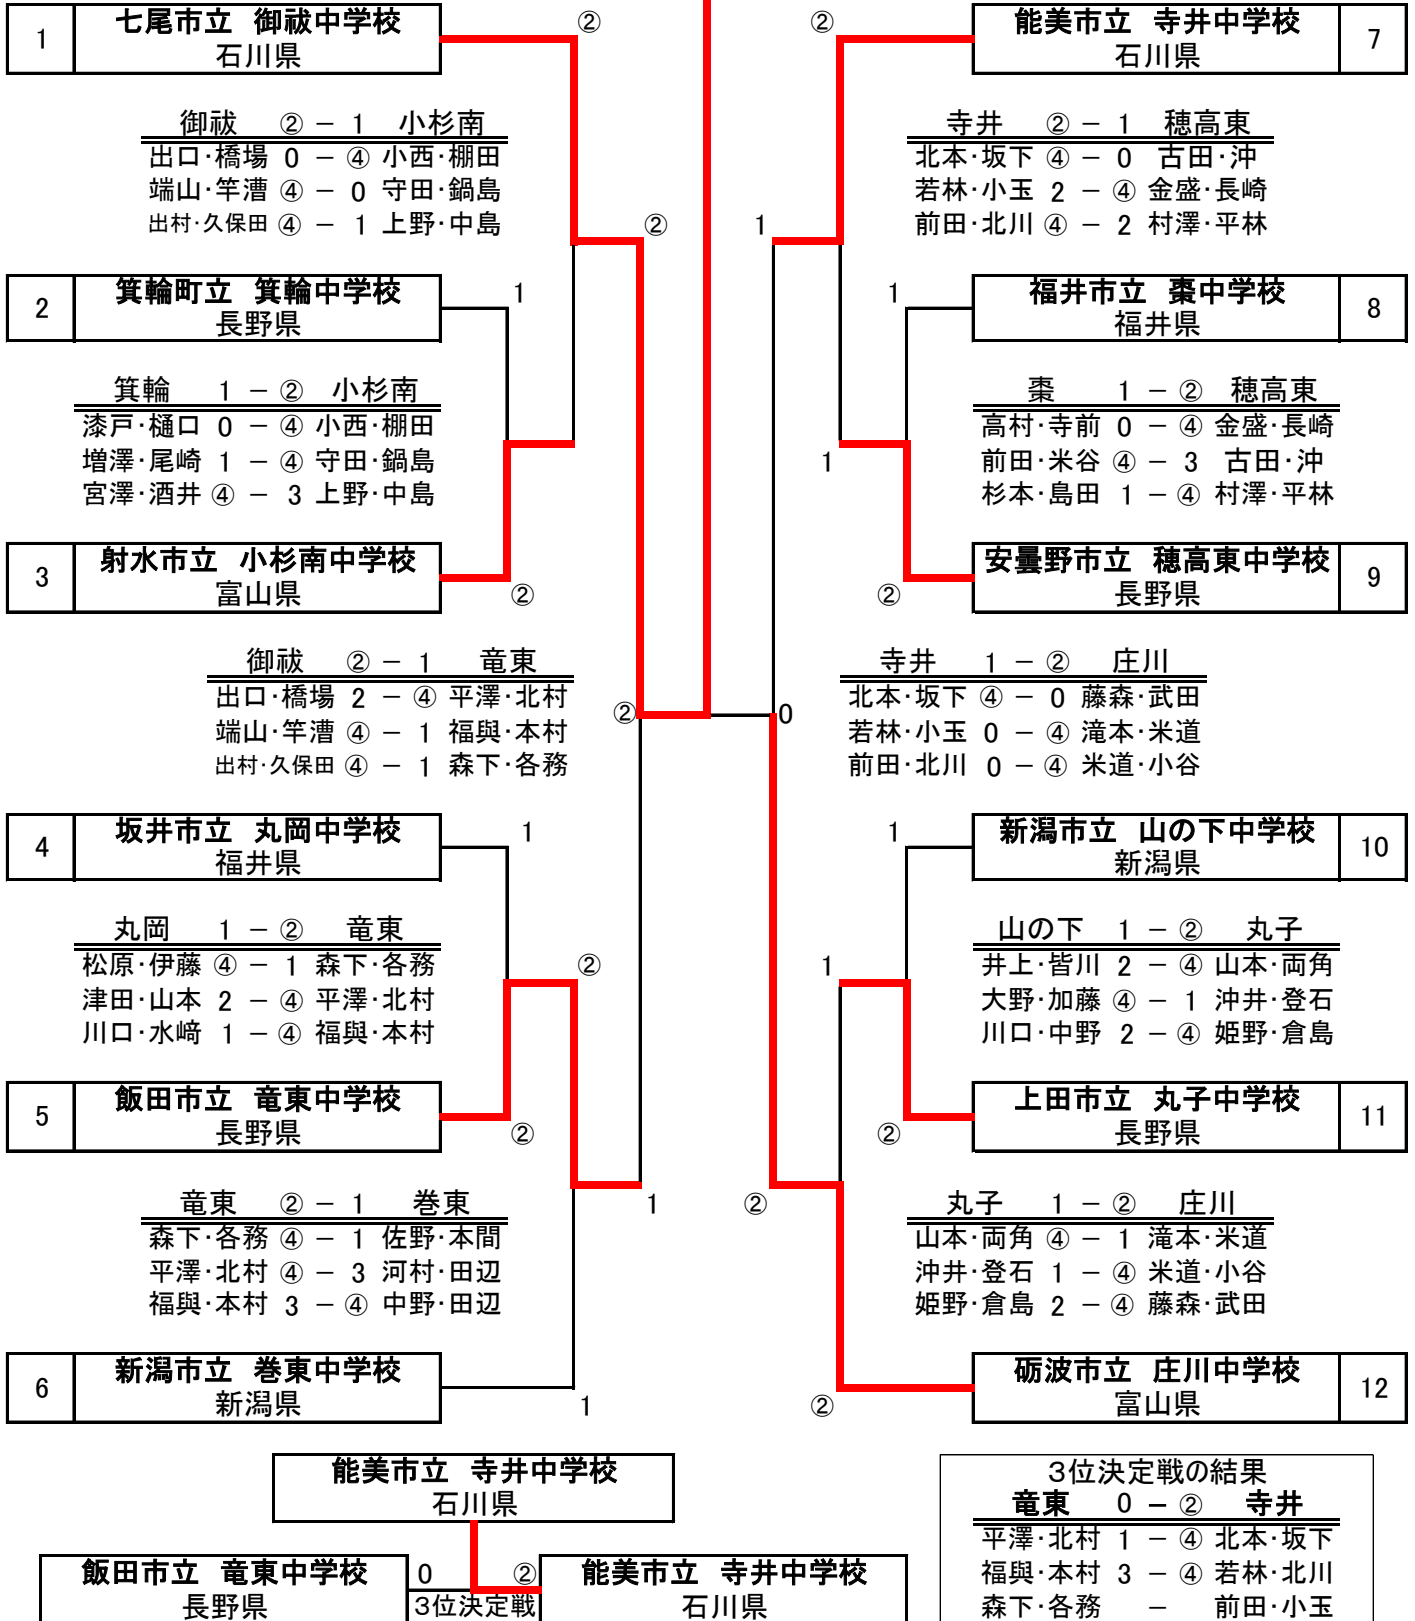 1 七尾市立 御祓中学校
石川県
②
御祓 ② − 1 小杉南
出口・橋場 0 − ④ 小西・棚田
端山・竿漕 ④ − 0 守田・鍋島
出村・久保田 ④ − 1 上野・中島
②
2 箕輪町立 箕輪中学校
長野県
1
箕輪 1 − ② 小杉南
漆戸・樋口 0 − ④ 小西・棚田
増澤・尾崎 1 − ④ 守田・鍋島
宮澤・酒井 ④ − 3 上野・中島
3 射水市立 小杉南中学校
富山県
②
御祓 ② − 1 竜東
出口・橋場 2 − ④ 平澤・北村
端山・竿漕 ④ − 1 福與・本村
出村・久保田 ④ − 1 森下・各務
②
4 坂井市立 丸岡中学校
福井県
1
丸岡 1 − ② 竜東
松原・伊藤 ④ − 1 森下・各務
津田・山本 2 − ④ 平澤・北村
川口・水﨑 1 − ④ 福與・本村
②
5 飯田市立 竜東中学校
長野県
②
竜東 ② − 1 巻東
森下・各務 ④ − 1 佐野・本間
平澤・北村 ④ − 3 河村・田辺
福與・本村 3 − ④ 中野・田辺
1
6 新潟市立 巻東中学校
新潟県
1
能美市立 寺井中学校 7
石川県
②
寺井 ② − 1 穂高東
北本・坂下 ④ − 0 古田・沖
若林・小玉 2 − ④ 金盛・長崎
前田・北川 ④ − 2 村澤・平林
1
福井市立 棗中学校 8
福井県
1
棗 1 − ② 穂高東
高村・寺前 0 − ④ 金盛・長崎
前田・米谷 ④ − 3 古田・沖
杉本・島田 1 − ④ 村澤・平林
1
安曇野市立 穂高東中学校 9
長野県
②
寺井 1 − ② 庄川
北本・坂下 ④ − 0 藤森・武田
若林・小玉 0 − ④ 滝本・米道
前田・北川 0 − ④ 米道・小谷
0
新潟市立 山の下中学校 10
新潟県
1
山の下 1 − ② 丸子
井上・皆川 2 − ④ 山本・両角
大野・加藤 ④ − 1 沖井・登石
川口・中野 2 − ④ 姫野・倉島
1
上田市立 丸子中学校 11
長野県
②
丸子 1 − ② 庄川
山本・両角 ④ − 1 滝本・米道
沖井・登石 1 − ④ 米道・小谷
姫野・倉島 2 − ④ 藤森・武田
②
砺波市立 庄川中学校 12
富山県
②
能美市立 寺井中学校
石川県
飯田市立 竜東中学校
長野県
0 ②
3位決定戦
能美市立 寺井中学校
石川県
3位決定戦の結果
竜東 0 − ② 寺井
平澤・北村 1 − ④ 北本・坂下
福與・本村 3 − ④ 若林・北川
森下・各務 − 前田・小玉